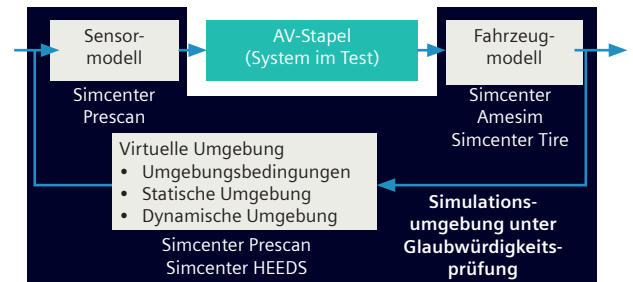 Sensor-
modell
Simcenter
Prescan
AV-Stapel
(System im Test)
Fahrzeug-
modell
Simcenter
Amesim
Simcenter Tire
Virtuelle Umgebung
• Umgebungsbedingungen
• Statische Umgebung
• Dynamische Umgebung
Simcenter Prescan
Simcenter HEEDS
Simulations-
umgebung unter
Glaubwürdigkeits-
prüfung